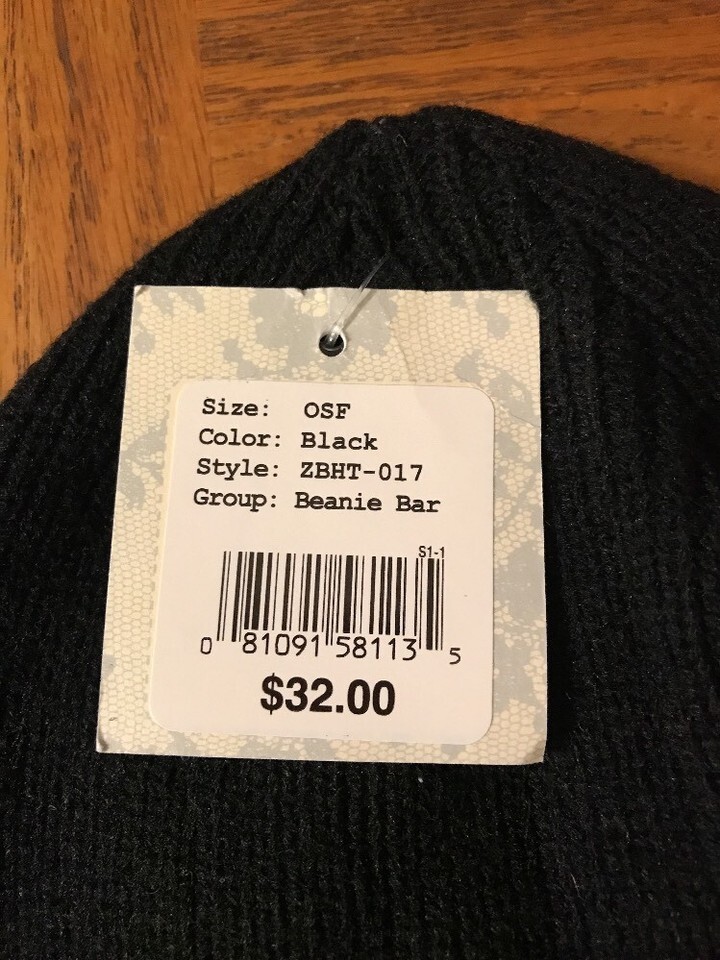 Size: OSF
Color: Black
Style: ZBHT-017
Group: Beanie Bar
S1-1
0 81091 58113 5
$32.00